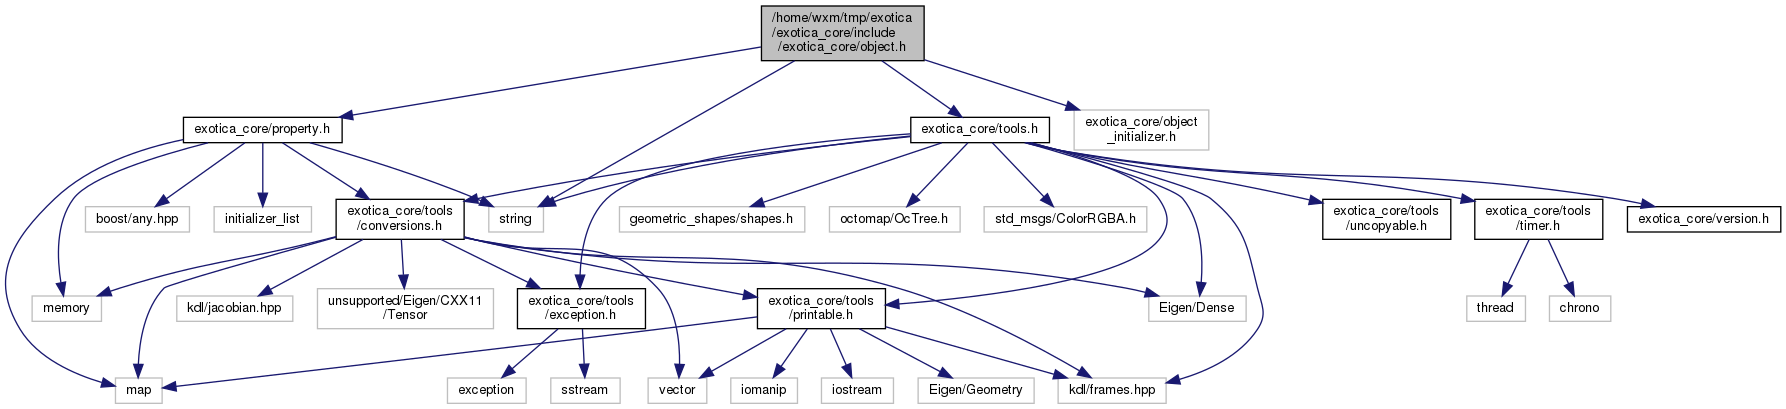 /home/wxm/tmp/exotica
/exotica_core/include
/exotica_core/object.h
exotica_core/property.h
exotica_core/tools.h
exotica_core/object
_initializer.h
boost/any.hpp
initializer_list
exotica_core/tools
/conversions.h
string
geometric_shapes/shapes.h
octomap/OcTree.h
std_msgs/ColorRGBA.h
exotica_core/tools
/uncopyable.h
exotica_core/tools
/timer.h
exotica_core/version.h
memory
kdl/jacobian.hpp
unsupported/Eigen/CXX11
/Tensor
exotica_core/tools
/exception.h
exotica_core/tools
/printable.h
Eigen/Dense
thread
chrono
map
exception
sstream
vector
iomanip
iostream
Eigen/Geometry
kdl/frames.hpp